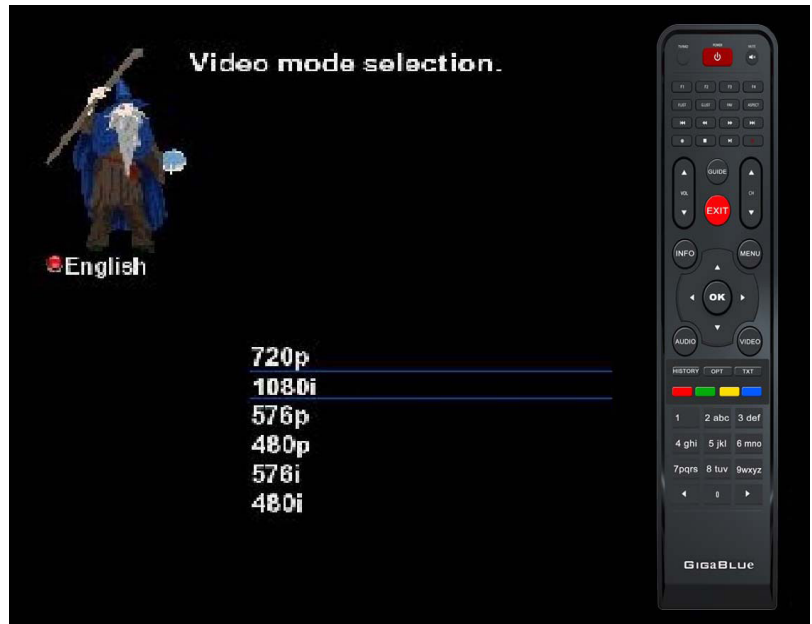 Video mode selection.
English
720p
1080i
576p
480p
576i
480i
POWER
MUTE
F1 F2 F3 F4
GUIDE
VOL
CH
EXIT
INFO
MENU
OK
AUDIO
VIDEO
HISTORY OPT TXT
1 2 abc 3 def
4 ghi 5 jkl 6 mno
7pqrs 8 tuv 9wxyz
0
GIGABLUE